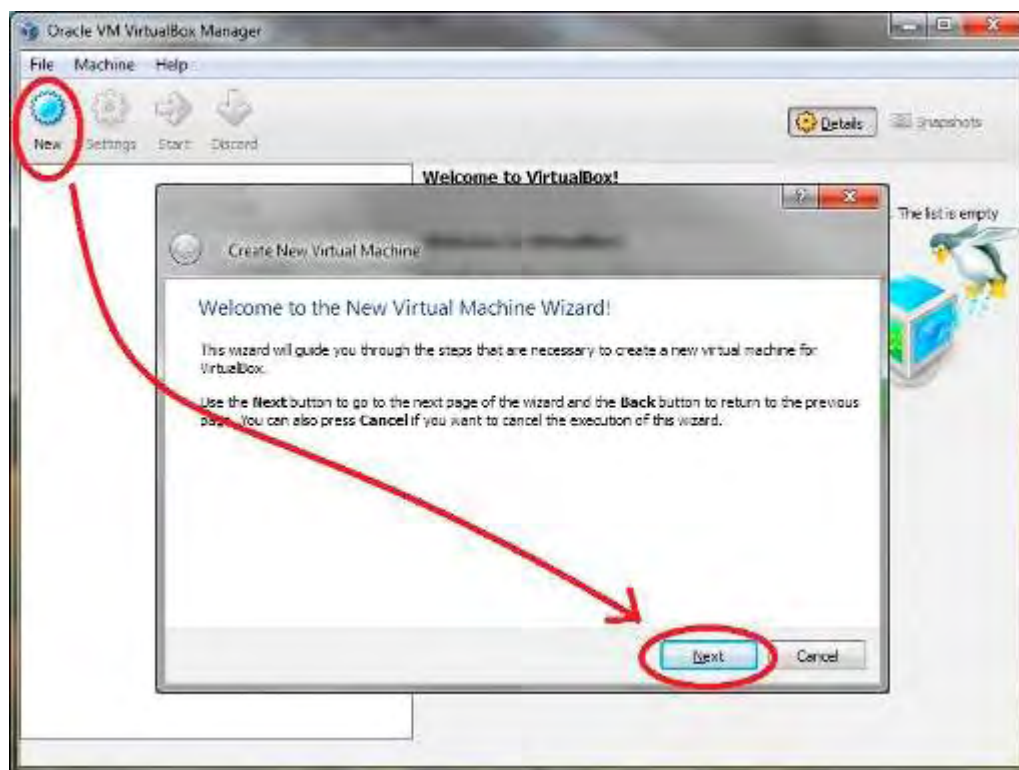 Oracle VM VirtualBox Manager
File Machine Help
New Settings Start Discard
Details Snapshots
Welcome to VirtualBox!
The list is empty
Create New Virtual Machine
Welcome to the New Virtual Machine Wizard!
This wizard will guide you through the steps that are necessary to create a new virtual machine for
VirtualBox.
Use the Next button to go to the next page of the wizard and the Back button to return to the previous
page. You can also press Cancel if you want to cancel the execution of this wizard.
Next Cancel